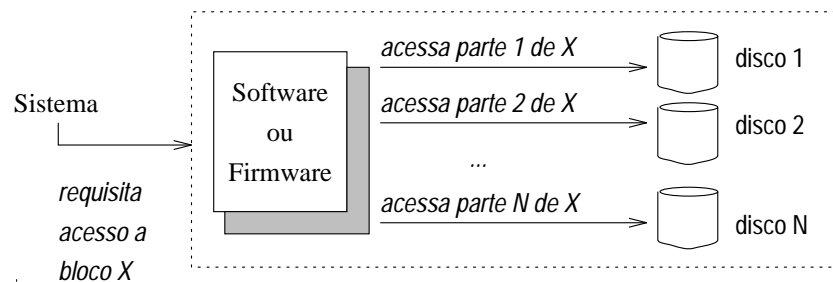 acessa parte 1 de X
disco 1
Software
ou
Firmware
Sistema
acessa parte 2 de X
disco 2
...
acessa parte N de X
disco N
requisita
acesso a
bloco X